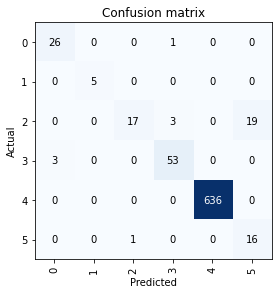 Confusion matrix
0 26 0 0 1 0 0
1 0 5 0 0 0 0
2 0 0 17 3 0 19
Actual
3 3 0 0 53 0 0
4 0 0 0 0 636 0
5 0 0 1 0 0 16
0 1 2 3 4 5
Predicted